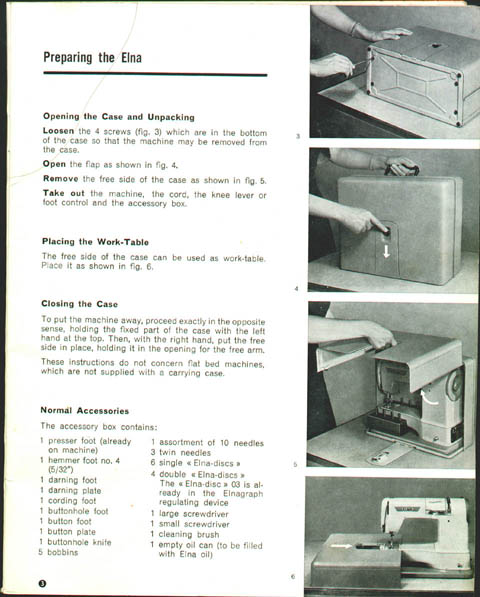 Preparing the Elna
Opening the Case and Unpacking
Loosen the 4 screws (fig. 3) which are in the bottom
of the case so that the machine may be removed from
the case.
Open the flap as shown in fig. 4.
Remove the free side of the case as shown in fig. 5.
Take out the machine, the cord, the knee lever or
foot control and the accessory box.
Placing the Work-Table
The free side of the case can be used as work-table.
Place it as shown in fig. 6.
Closing the Case
To put the machine away, proceed exactly in the opposite
sense, holding the fixed part of the case with the left
hand at the top. Then, with the right hand, put the free
side in place, holding it in the opening for the free arm.
These instructions do not concern flat bed machines,
which are not supplied with a carrying case.
Normal Accessories
The accessory box contains:
1 presser foot (already
on machine)
1 hemmer foot no. 4
(5/32")
1 darning foot
1 darning plate
1 cording foot
1 buttonhole foot
1 button foot
1 button plate
1 buttonhole knife
5 bobbins
1 assortment of 10 needles
3 twin needles
6 single « Elna-discs »
4 double « Elna-discs »
The « Elna-disc » 03 is al-
ready in the Elnagraph
regulating device
1 large screwdriver
1 small screwdriver
1 cleaning brush
1 empty oil can (to be filled
with Elna oil)
3
3
4
5
6